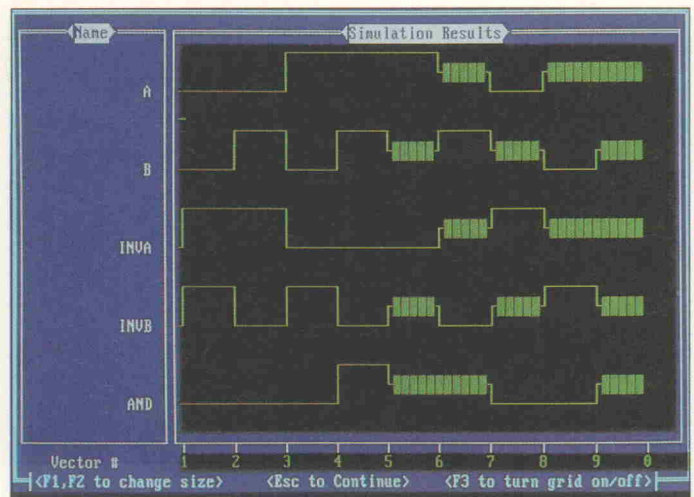 Name
Simulation Results
A
B
INVA
INVB
AND
Vector # 1 2 3 4 5 6 7 8 9 0
<F1,F2 to change size> <Esc to Continue> <F3 to turn grid on/off>